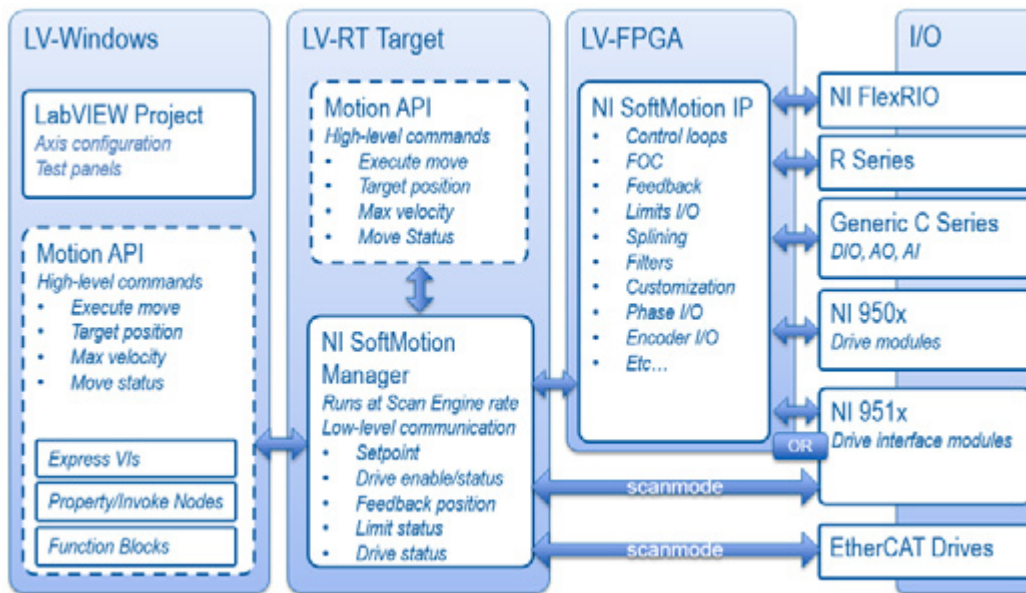 LV-Windows
LabVIEW Project
Axis configuration
Test panels
Motion API
High-level commands
• Execute move
• Target position
• Max velocity
• Move status
Express VIs
Property/Invoke Nodes
Function Blocks
LV-RT Target
Motion API
High-level commands
• Execute move
• Target position
• Max velocity
• Move Status
NI SoftMotion
Manager
Runs at Scan Engine rate
Low-level communication
• Setpoint
• Drive enable/status
• Feedback position
• Limit status
• Drive status
LV-FPGA
NI SoftMotion IP
• Control loops
• FOC
• Feedback
• Limits I/O
• Splining
• Filters
• Customization
• Phase I/O
• Encoder I/O
• Etc...
OR
scanmode
scanmode
I/O
NI FlexRIO
R Series
Generic C Series
DIO, AO, AI
NI 950x
Drive modules
NI 951x
Drive interface modules
EtherCAT Drives